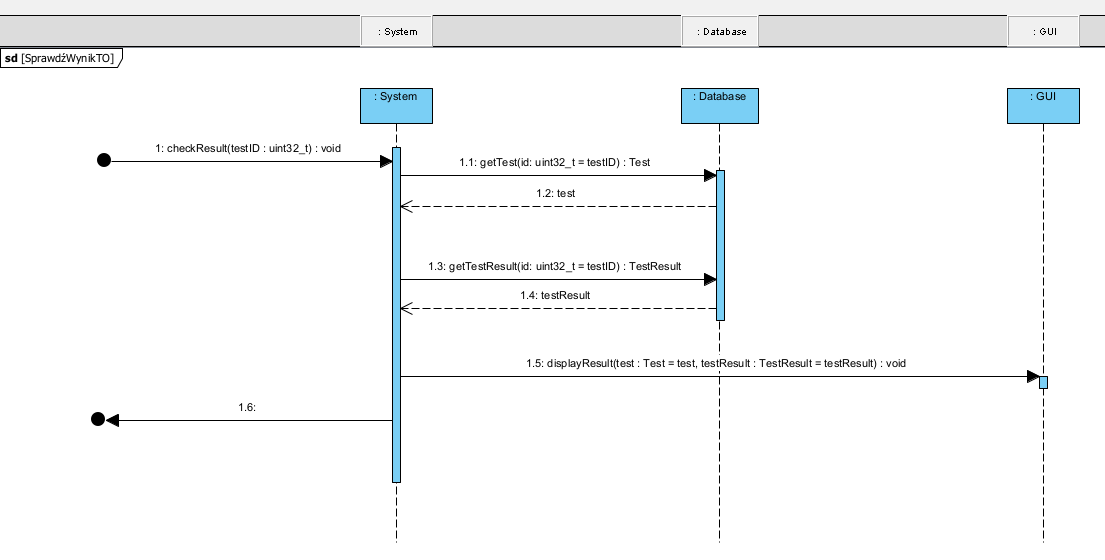 : System
: Database
: GUI
sd [SprawdźWynikTO]
: System
: Database
: GUI
1: checkResult(testID : uint32_t) : void
1.1: getTest(id: uint32_t = testID) : Test
1.2: test
1.3: getTestResult(id: uint32_t = testID) : TestResult
1.4: testResult
1.5: displayResult(test : Test = test, testResult : TestResult = testResult) : void
1.6: